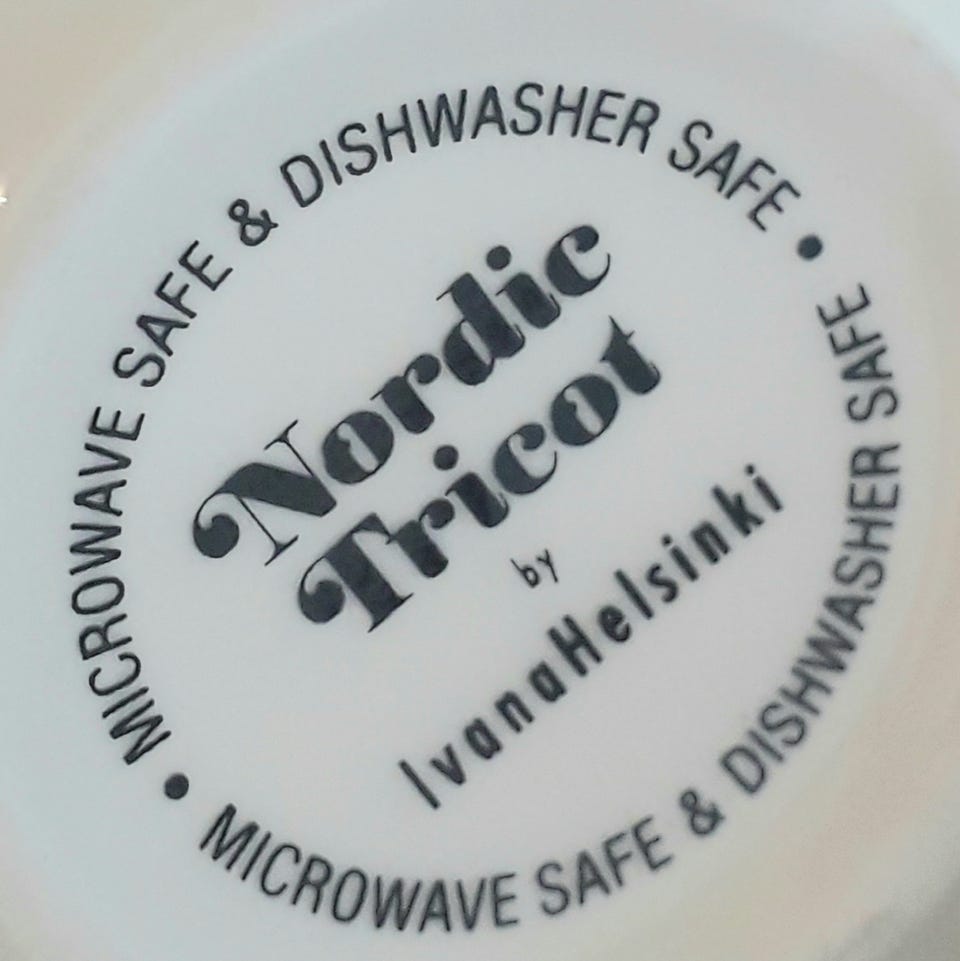 MICROWAVE SAFE & DISHWASHER SAFE •
Nordic
Tricot
by
IvanaHelsinki
MICROWAVE SAFE & DISHWASHER SAFE •